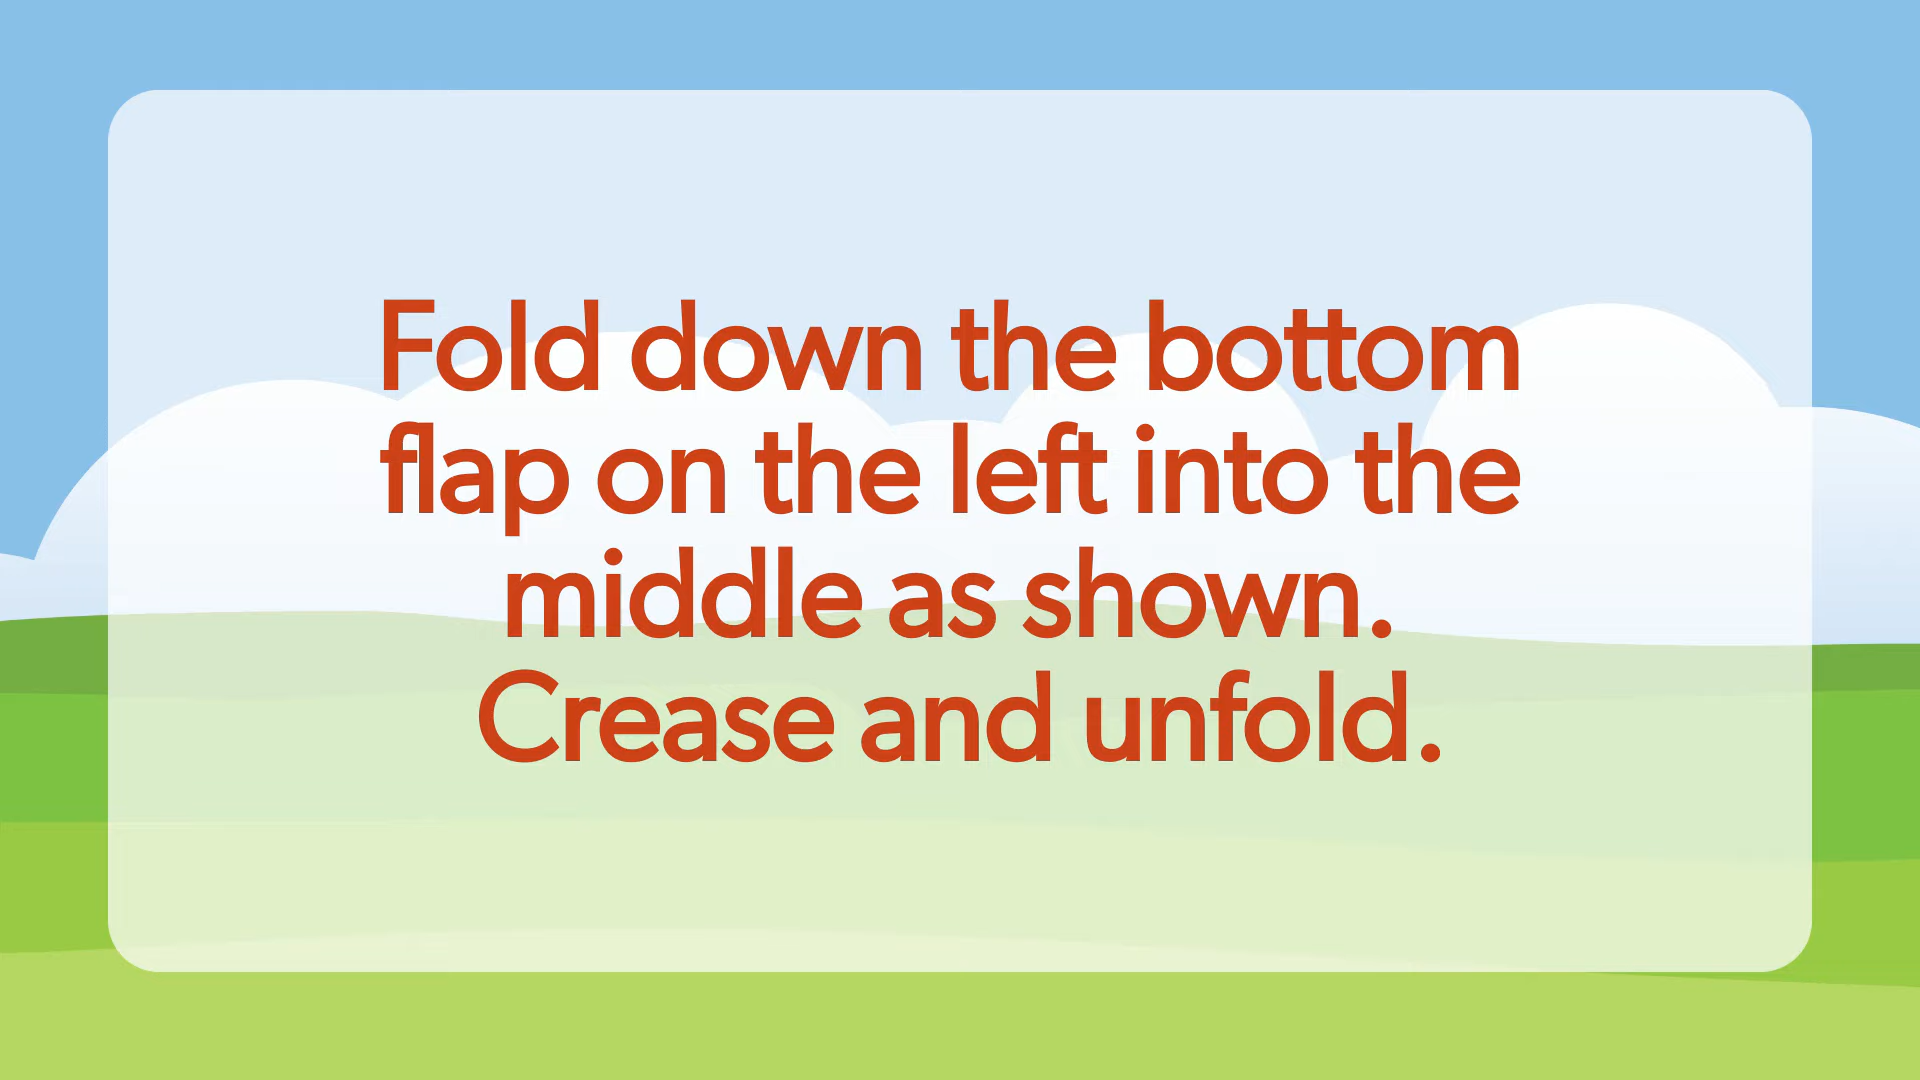 Fold down the bottom
flap on the left into the
middle as shown.
Crease and unfold.